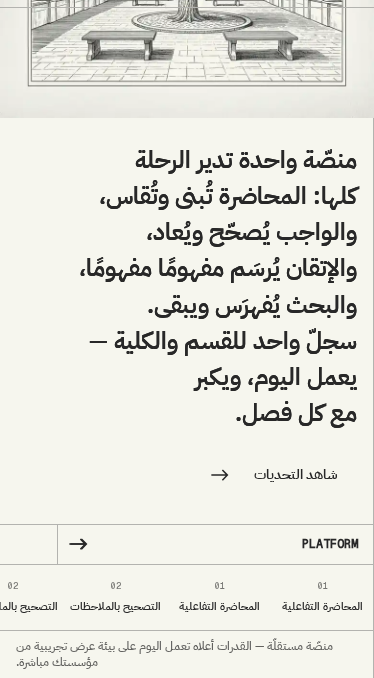 منصّة واحدة تدير الرحلة
كلها: المحاضرة تُبنى وتُقاس،
والواجب يُصحّح ويُعاد،
والإتقان يُرسَم مفهومًا مفهومًا،
والبحث يُفهرَس ويبقى.
سجلّ واحد للقسم والكلية —
يعمل اليوم، ويكبر
مع كل فصل.
شاهد التحديات →
PLATFORM →
01 01 02 02
المحاضرة التفاعلية المحاضرة التفاعلية التصحيح بالملاحظات التصحيح
منصّة مستقلّة — القدرات أعلاه تعمل اليوم على بيئة عرض تجريبية من
مؤسستك مباشرة.